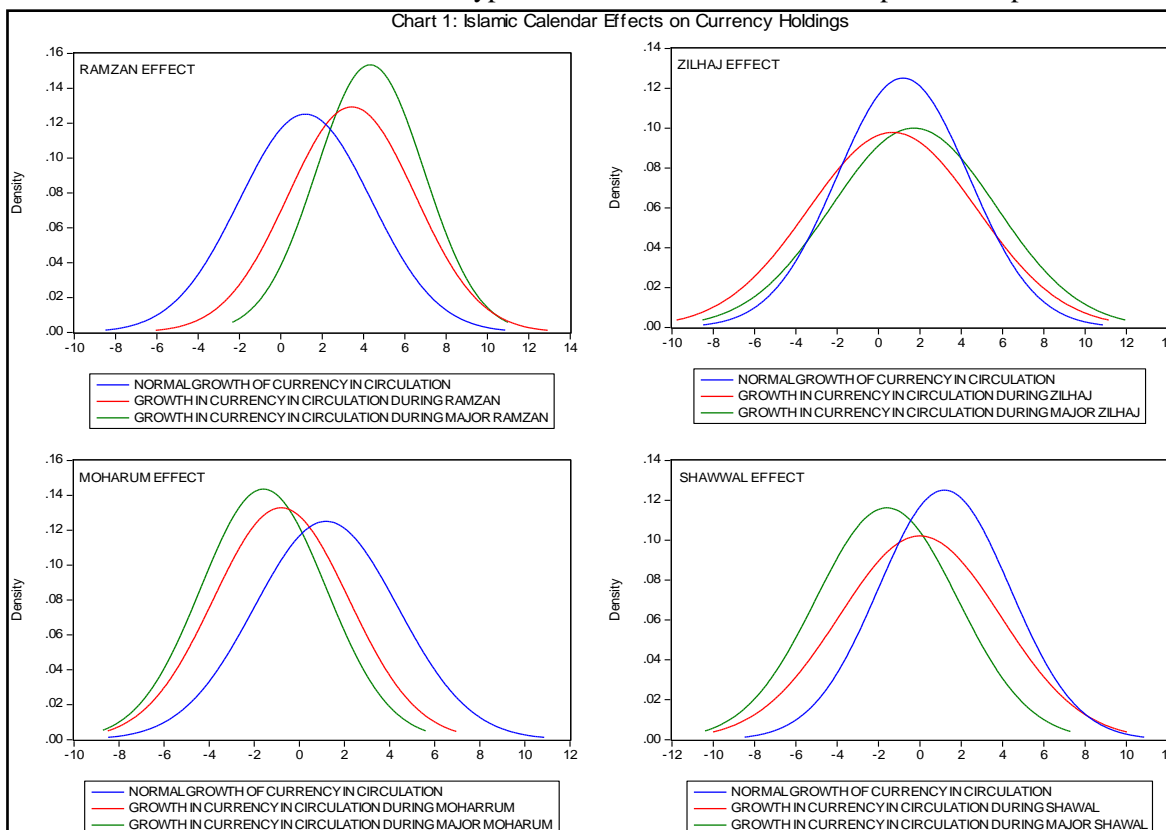 Chart 1: Islamic Calendar Effects on Currency Holdings
RAMZAN EFFECT
.16
.14
.12
.10
.08
.06
.04
.02
.00
Density
-10 -8 -6 -4 -2 0 2 4 6 8 10 12 14
NORMAL GROWTH OF CURRENCY IN CIRCULATION
GROWTH IN CURRENCY IN CIRCULATION DURING RAMZAN
GROWTH IN CURRENCY IN CIRCULATION DURING MAJOR RAMZAN
ZILHAJ EFFECT
.14
.12
.10
.08
.06
.04
.02
.00
Density
-10 -8 -6 -4 -2 0 2 4 6 8 10 12
NORMAL GROWTH OF CURRENCY IN CIRCULATION
GROWTH IN CURRENCY IN CIRCULATION DURING ZILHAJ
GROWTH IN CURRENCY IN CIRCULATION DURING MAJOR ZILHAJ
MOHARUM EFFECT
.16
.14
.12
.10
.08
.06
.04
.02
.00
Density
-10 -8 -6 -4 -2 0 2 4 6 8 10 12
NORMAL GROWTH OF CURRENCY IN CIRCULATION
GROWTH IN CURRENCY IN CIRCULATION DURING MOHARRUM
GROWTH IN CURRENCY IN CIRCULATION DURING MAJOR MOHARUM
SHAWWAL EFFECT
.14
.12
.10
.08
.06
.04
.02
.00
Density
-12 -10 -8 -6 -4 -2 0 2 4 6 8 10
NORMAL GROWTH OF CURRENCY IN CIRCULATION
GROWTH IN CURRENCY IN CIRCULATION DURING SHAWAL
GROWTH IN CURRENCY IN CIRCULATION DURING MAJOR SHAWAL